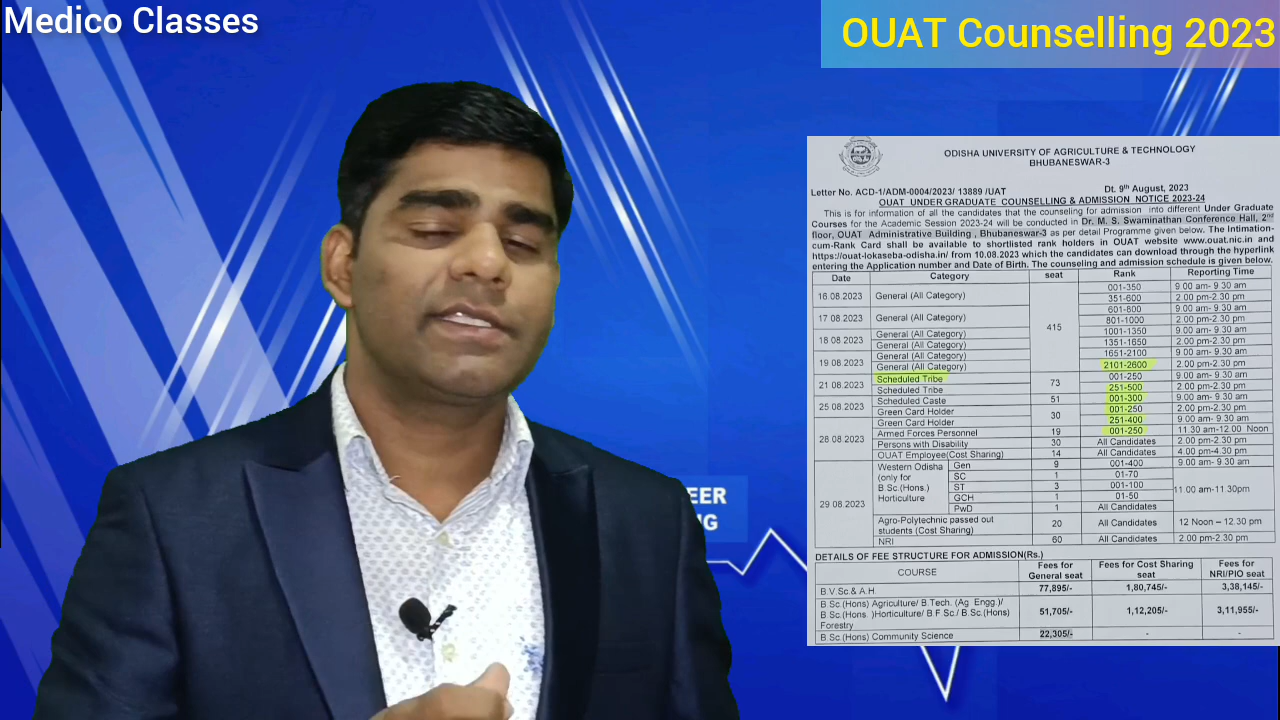 Medico Classes
OUAT Counselling 2023
ODISHA UNIVERSITY OF AGRICULTURE & TECHNOLOGY
BHUBANESWAR-3
Letter No. ACD-1/ADM-0004/2023/ 13889 /UAT Dt. 9th August, 2023
OUAT UNDER GRADUATE COUNSELLING & ADMISSION NOTICE 2023-24
This is for information of all the candidates that the counseling for admission into different Under Graduate
Courses for the Academic Session 2023-24 will be conducted in Dr. M. S. Swaminathan Conference Hall, 2nd
floor, OUAT Administrative Building , Bhubaneswar-3 as per detail Programme given below. The Intimation-
cum-Rank Card shall be available to shortlisted rank holders in OUAT website www.ouat.nic.in and
https://ouat-lokaseba-odisha.in/ from 10.08.2023 which the candidates can download through the hyperlink
entering the Application number and Date of Birth. The counseling and admission schedule is given below.
Date Category seat Rank Reporting Time
16 08.2023 General (All Category) 415 001-350 9.00 am- 9.30 am
351-600 2.00 pm-2.30 pm
17 08.2023 General (All Category) 601-800 9.00 am- 9.30 am
801-1000 2.00 pm-2.30 pm
18 08.2023 General (All Category) 1001-1350 9.00 am- 9.30 am
General (All Category) 1351-1650 2.00 pm-2.30 pm
19 08.2023 General (All Category) 1651-2100 9.00 am- 9.30 am
General (All Category) 2101-2600 2.00 pm-2.30 pm
21 08.2023 Scheduled Tribe 73 001-250 9.00 am- 9.30 am
Scheduled Tribe 251-500 2.00 pm-2.30 pm
25 08.2023 Scheduled Caste 51 001-300 9.00 am- 9.30 am
Green Card Holder 30 001-250 2.00 pm-2.30 pm
28 08.2023 Green Card Holder 251-400 9.00 am- 9.30 am
Armed Forces Personnel 19 001-250 11.30 am-12.00 Noon
Persons with Disability 30 All Candidates 2.00 pm-2.30 pm
OUAT Employee(Cost Sharing) 14 All Candidates 4.00 pm-4.30 pm
29 08.2023 Western Odisha (only for B Sc.(Hons.) Horticulture) Gen 9 001-400 9.00 am- 9.30 am
SC 1 01-70 11 00 am-11.30pm
ST 3 001-100
GCH 1 01-50
PwD 1 All Candidates
Agro-Polytechnic passed out students (Cost Sharing) 20 All Candidates 12 Noon – 12.30 pm
NRI 60 All Candidates 2.00 pm-2.30 pm
EER
NG
DETAILS OF FEE STRUCTURE FOR ADMISSION(Rs.)
COURSE Fees for General seat Fees for Cost Sharing seat Fees for NRI/PIO seat
B.V.Sc.& A.H. 77,895/- 1,80,745/- 3,38,145/-
B Sc.(Hons) Agriculture/ B.Tech. (Ag Engg.)/
B Sc.(Hons )Horticulture/ B.F Sc./ B.Sc.(Hons) 51,705/- 1,12,205/- 3,11,955/-
Forestry
B Sc.(Hons) Community Science 22,305/- - -